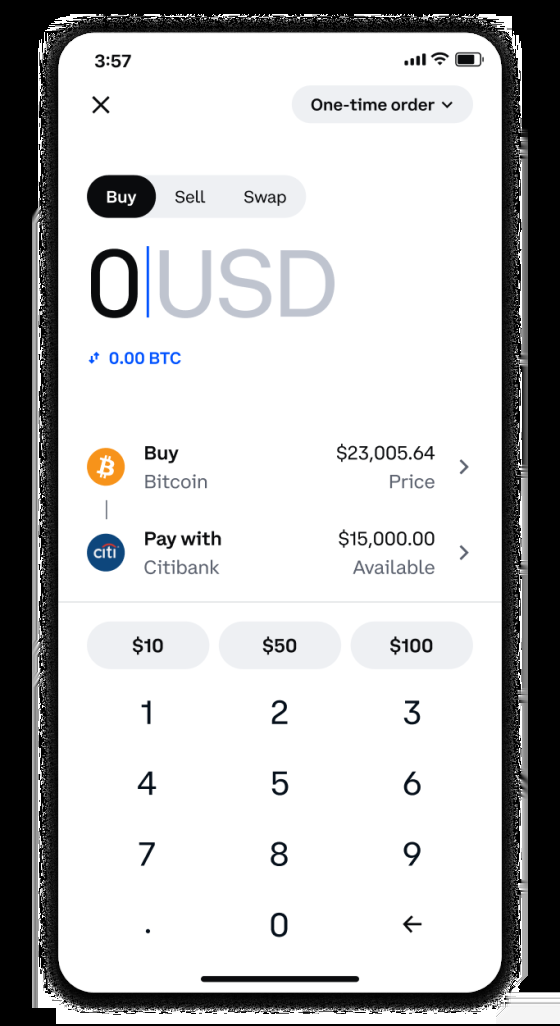 3:57
One-time order
Buy Sell Swap
0 USD
0.00 BTC
Buy $23,005.64
Bitcoin Price
Pay with $15,000.00
citi
Citibank Available
$10 $50 $100
1 2 3
4 5 6
7 8 9
. 0